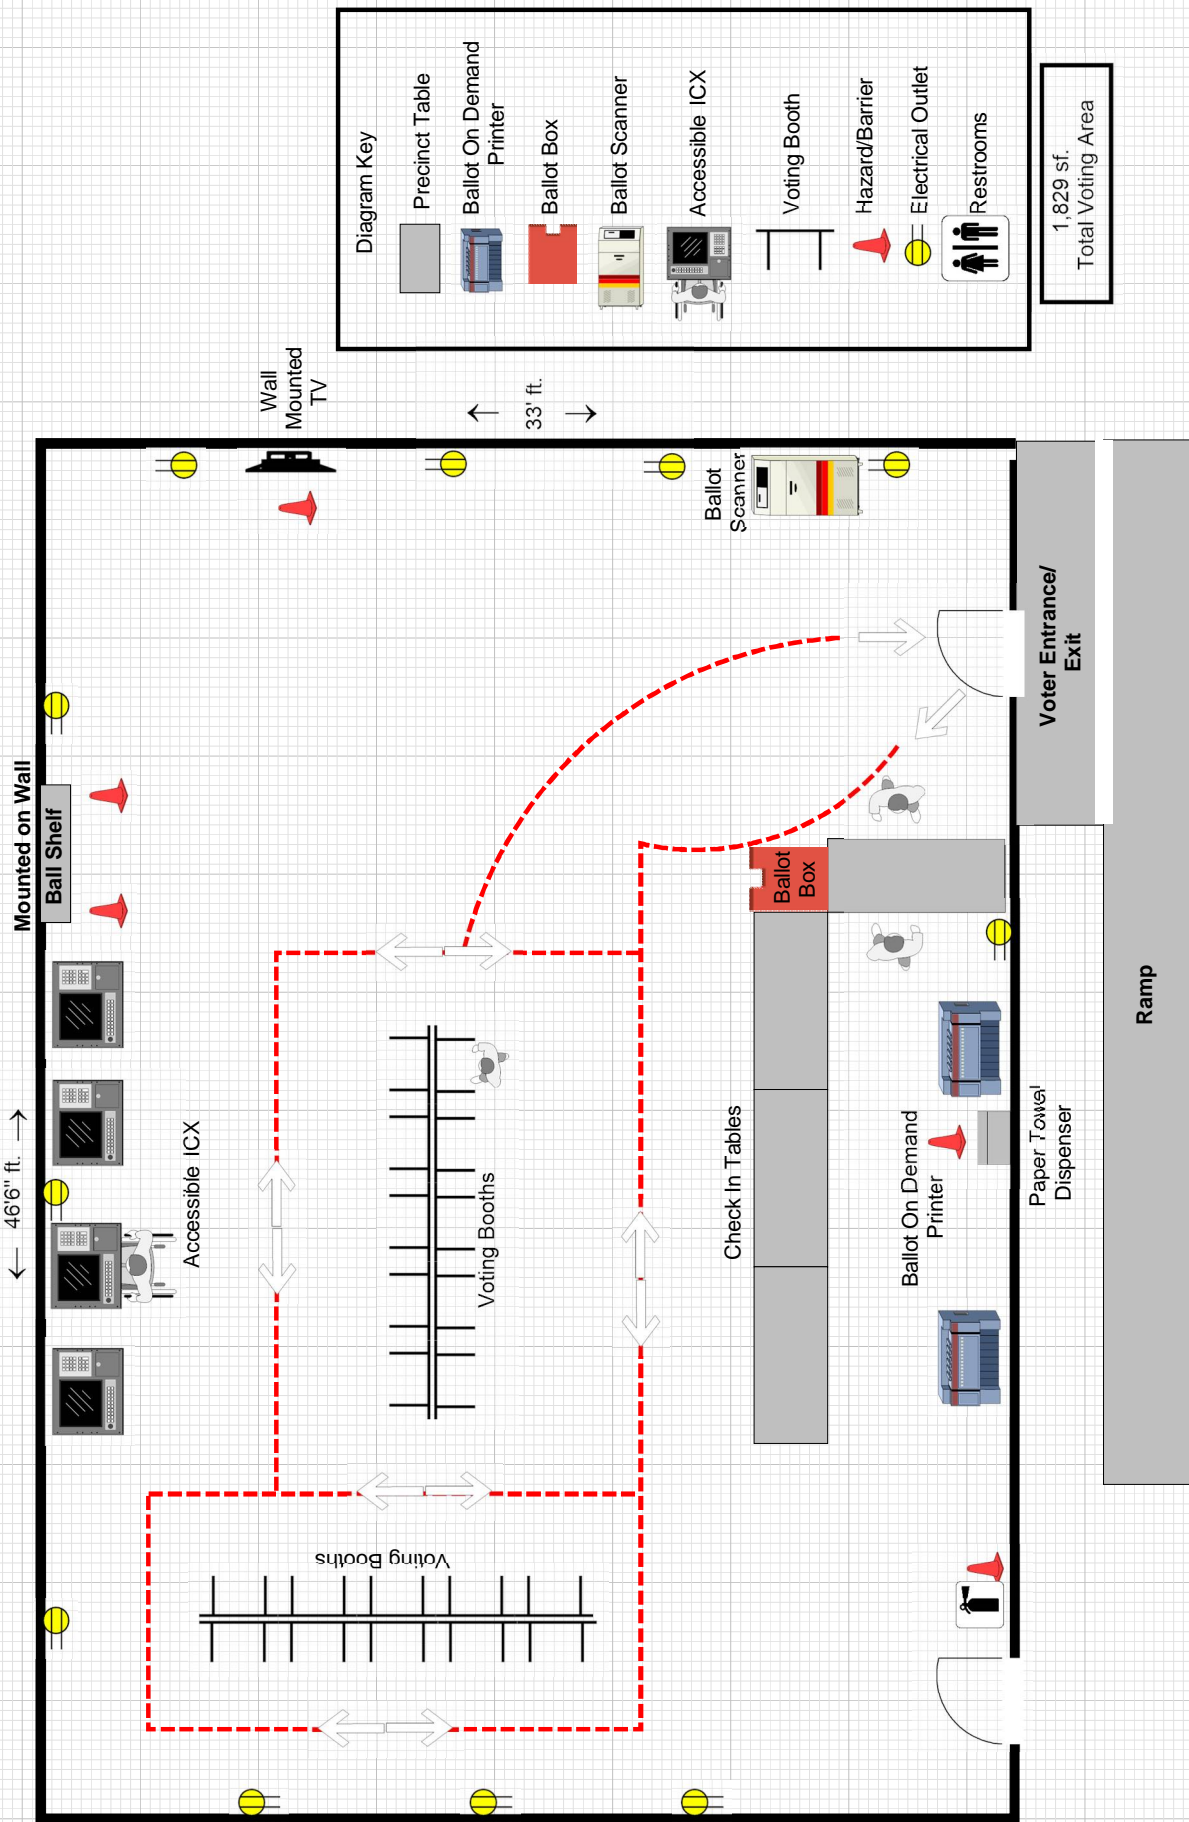 Diagram Key
Precinct Table
Ballot On Demand
Printer
Ballot Box
Ballot Scanner
Accessible ICX
Voting Booth
Hazard/Barrier
Electrical Outlet
Restrooms
1,829 sf.
Total Voting Area
Wall
Mounted
TV
33' ft.
Ballot
Scanner
Voter Entrance/
Exit
Ramp
Mounted on Wall
Ball Shelf
46'6" ft.
Accessible ICX
Voting Booths
Voting Booths
Ballot
Box
Check In Tables
Ballot On Demand
Printer
Paper Towel
Dispenser